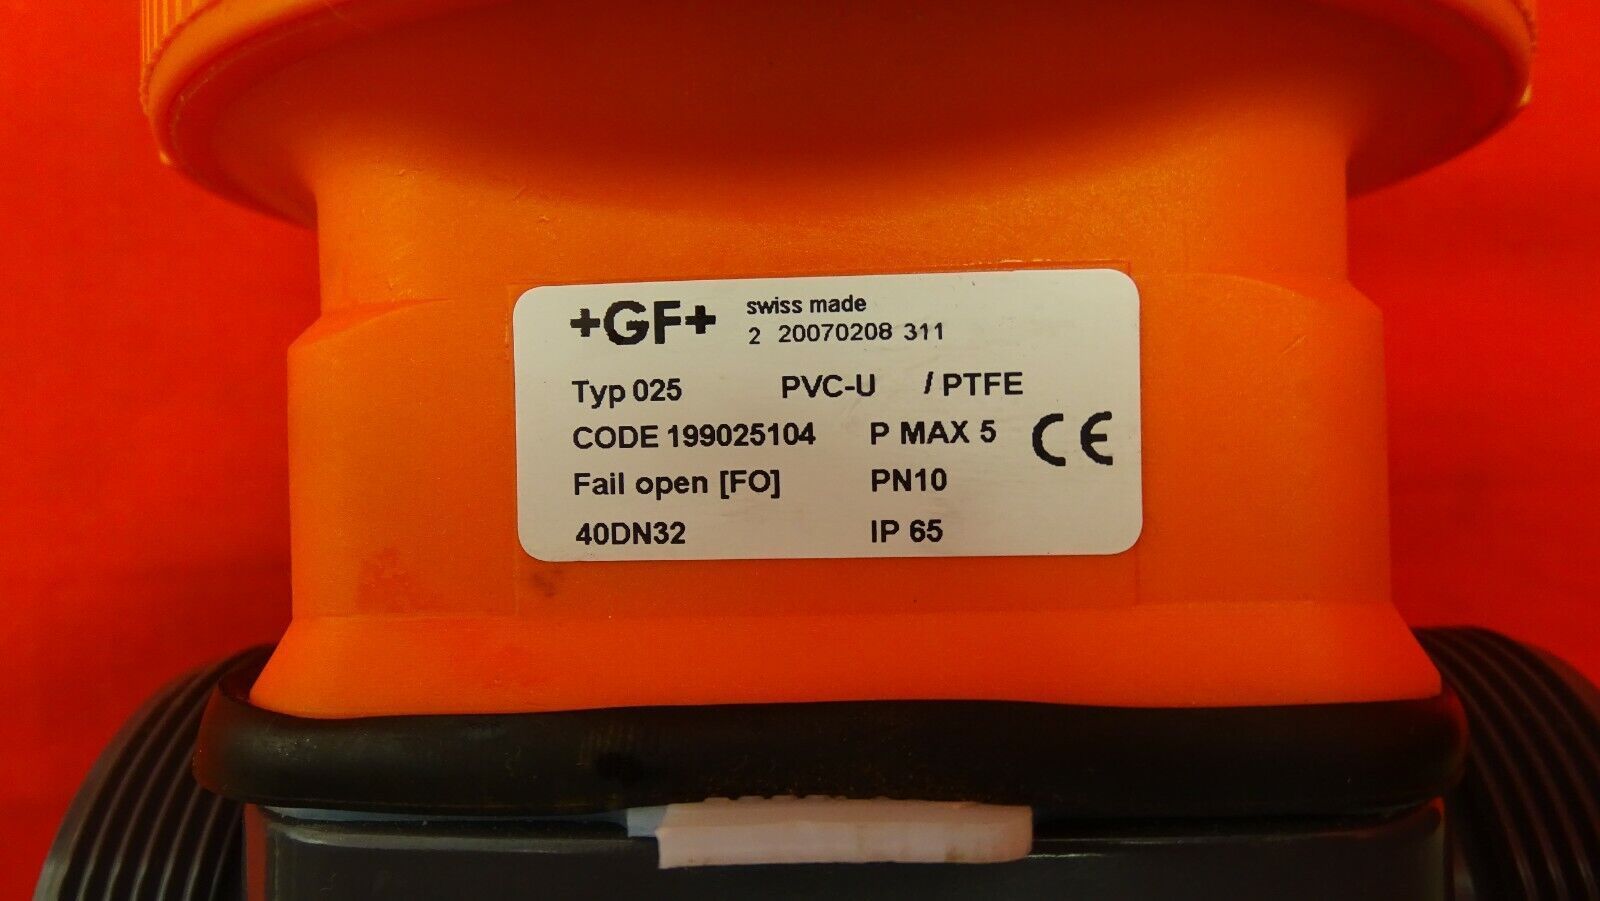 +GF+ swiss made
2 20070208 311
Typ 025 PVC-U / PTFE
CODE 199025104 P MAX 5 CE
Fail open [FO] PN10
40DN32 IP 65